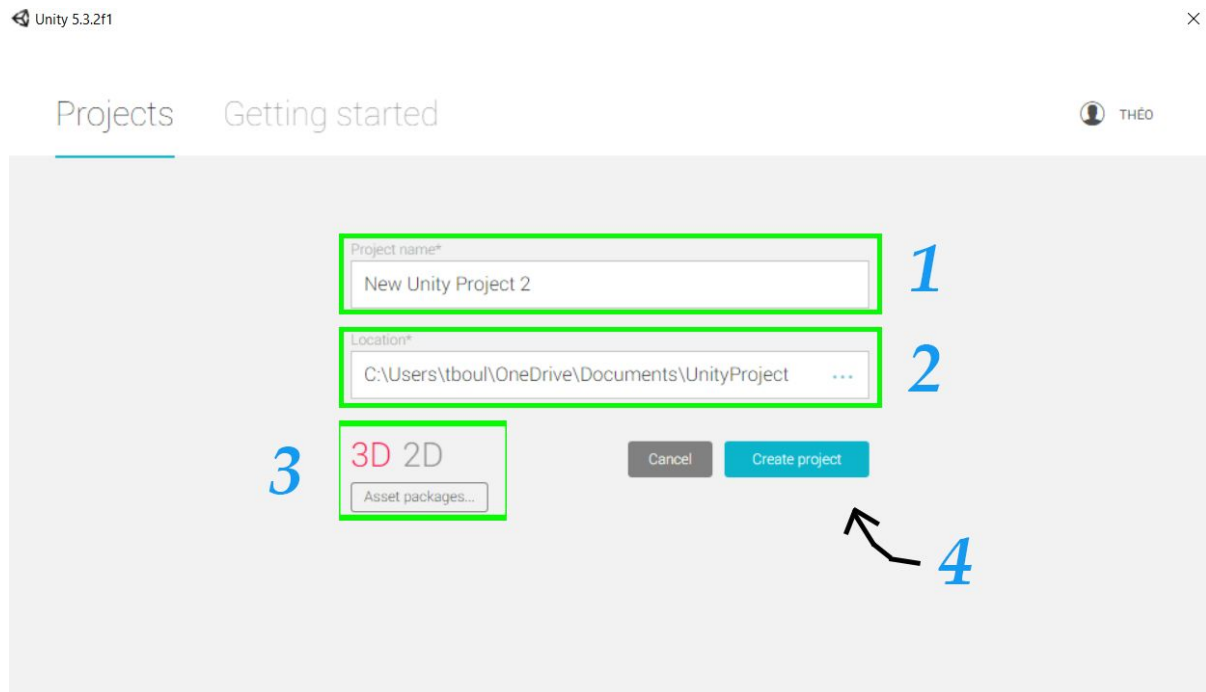 Unity 5.3.2f1
Projects Getting started THÉO
Project name*
New Unity Project 2
1
Location*
C:\Users\tboul\OneDrive\Documents\UnityProject ...
2
3
3D 2D
Cancel Create project
Asset packages...
4